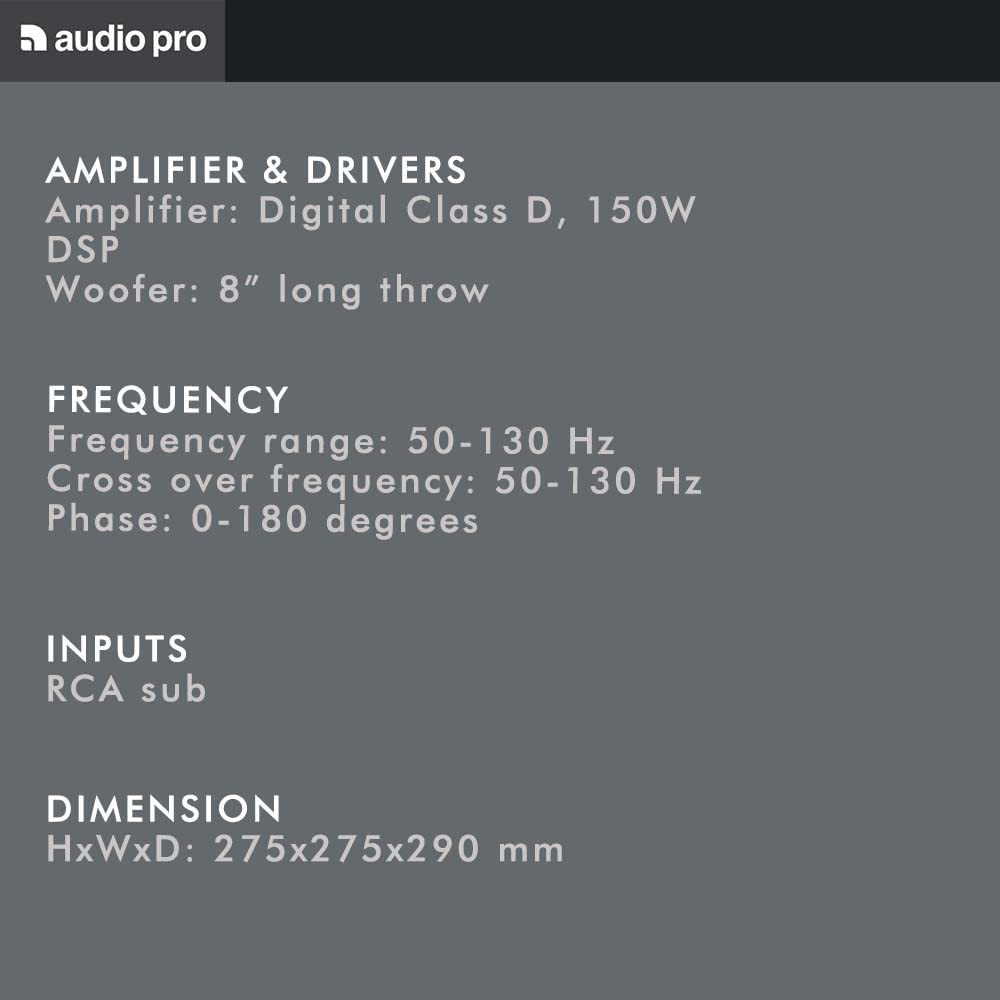 audio pro
AMPLIFIER & DRIVERS
Amplifier: Digital Class D, 150W
DSP
Woofer: 8” long throw
FREQUENCY
Frequency range: 50-130 Hz
Cross over frequency: 50-130 Hz
Phase: 0-180 degrees
INPUTS
RCA sub
DIMENSION
HxWxD: 275x275x290 mm